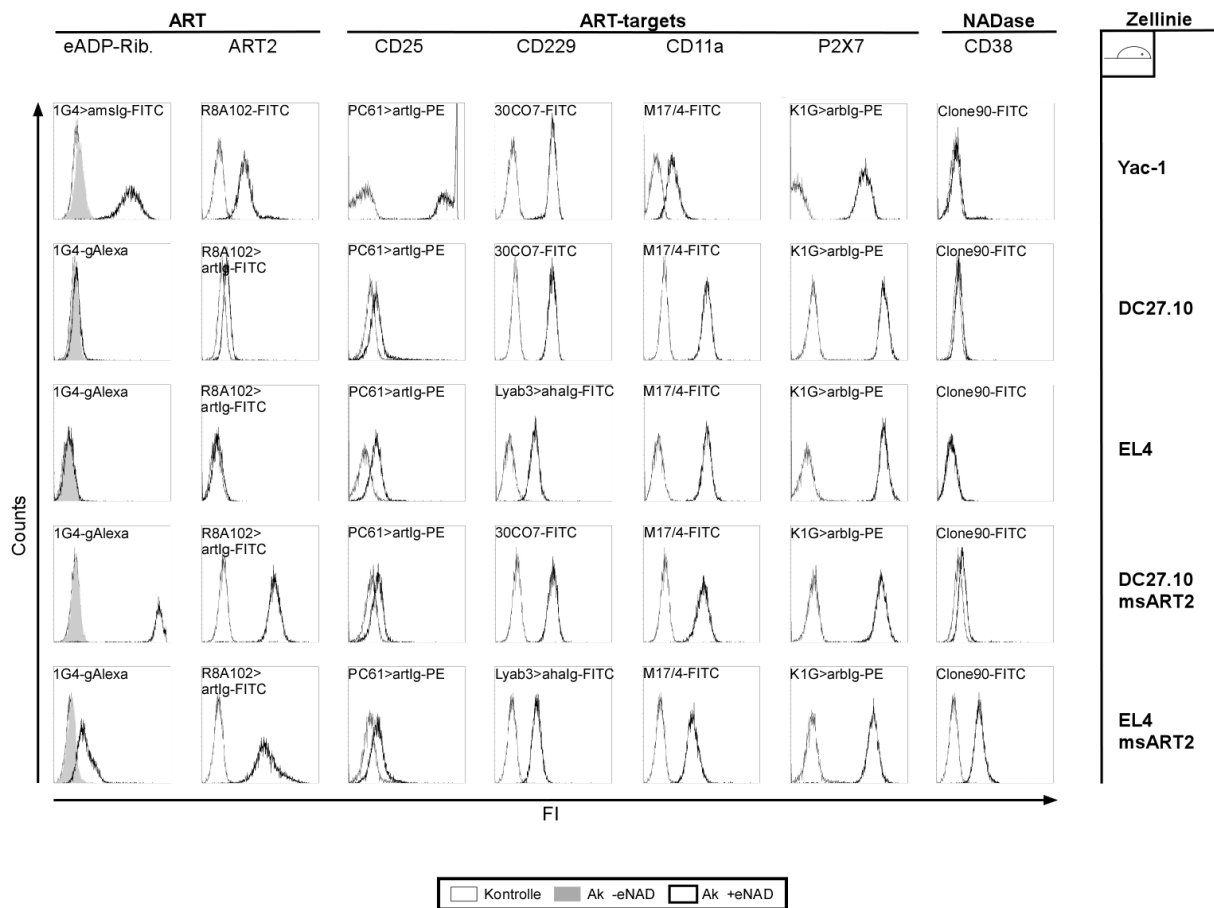 ART ART-targets NADase Zellinie
eADP-Rib. ART2 CD25 CD229 CD11a P2X7 CD38
1G4>amsIg-FITC R8A102-FITC PC61>artIg-PE 30CO7-FITC M17/4-FITC K1G>arbIg-PE Clone90-FITC
Yac-1
1G4-gAlexa R8A102> artIg-FITC PC61>artIg-PE 30CO7-FITC M17/4-FITC K1G>arbIg-PE Clone90-FITC
DC27.10
1G4-gAlexa R8A102> artIg-FITC PC61>artIg-PE Lyab3>ahaIg-FITC M17/4-FITC K1G>arbIg-PE Clone90-FITC
EL4
1G4-gAlexa R8A102> artIg-FITC PC61>artIg-PE 30CO7-FITC M17/4-FITC K1G>arbIg-PE Clone90-FITC
DC27.10
msART2
1G4-gAlexa R8A102> artIg-FITC PC61>artIg-PE Lyab3>ahaIg-FITC M17/4-FITC K1G>arbIg-PE Clone90-FITC
EL4
msART2
Counts
FI
Kontrolle Ak -eNAD Ak +eNAD